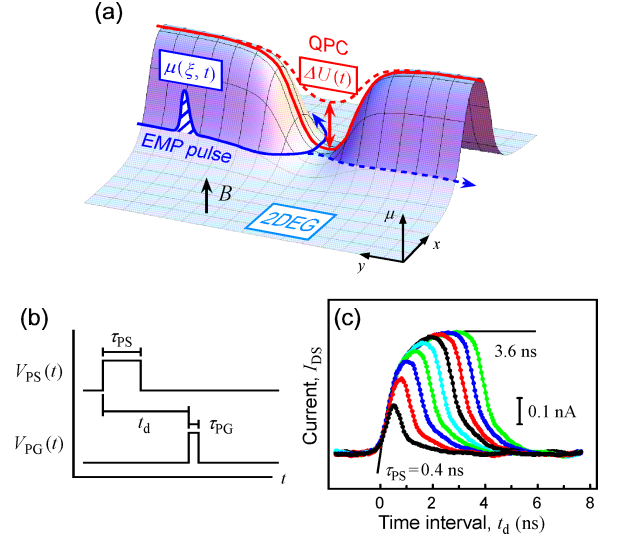 (a)
QPC
μ(ξ, t)
ΔU(t)
EMP pulse
B
2DEG
μ
x
y
(b)
τPS
VPS(t)
td
τPG
VPG(t)
t
(c)
Current, IDS
3.6 ns
0.1 nA
τPS = 0.4 ns
0 2 4 6 8
Time interval, td (ns)